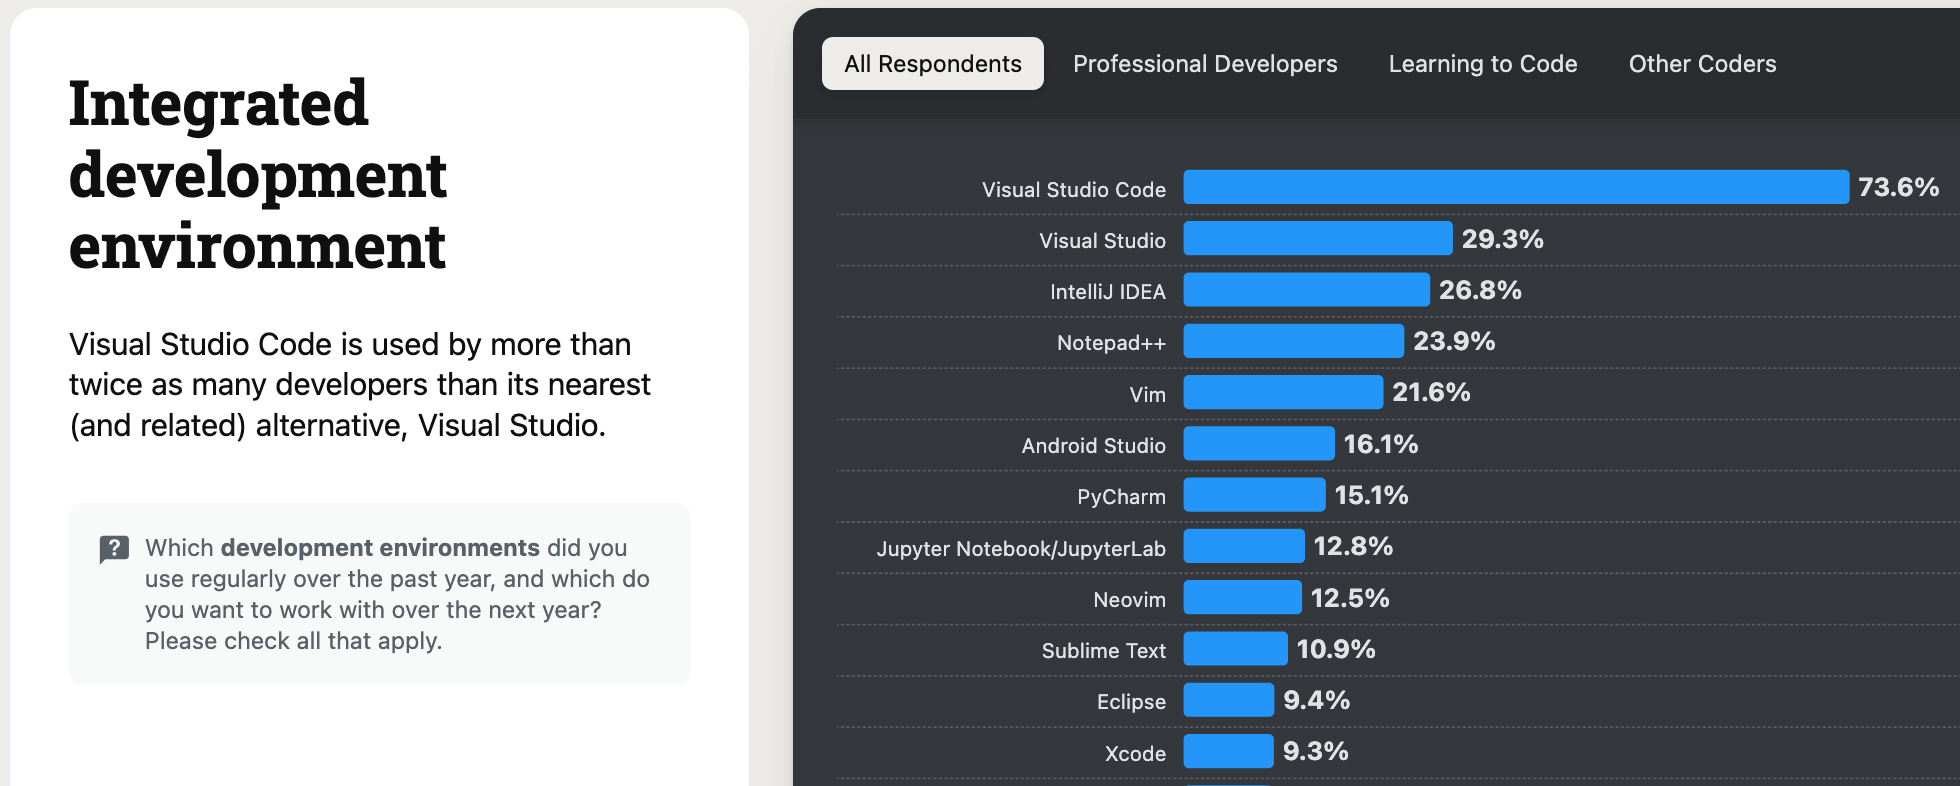 Integrated
development
environment
Visual Studio Code is used by more than
twice as many developers than its nearest
(and related) alternative, Visual Studio.
?
Which development environments did you
use regularly over the past year, and which do
you want to work with over the next year?
Please check all that apply.
All Respondents Professional Developers Learning to Code Other Coders
Visual Studio Code 73.6%
Visual Studio 29.3%
IntelliJ IDEA 26.8%
Notepad++ 23.9%
Vim 21.6%
Android Studio 16.1%
PyCharm 15.1%
Jupyter Notebook/JupyterLab 12.8%
Neovim 12.5%
Sublime Text 10.9%
Eclipse 9.4%
Xcode 9.3%